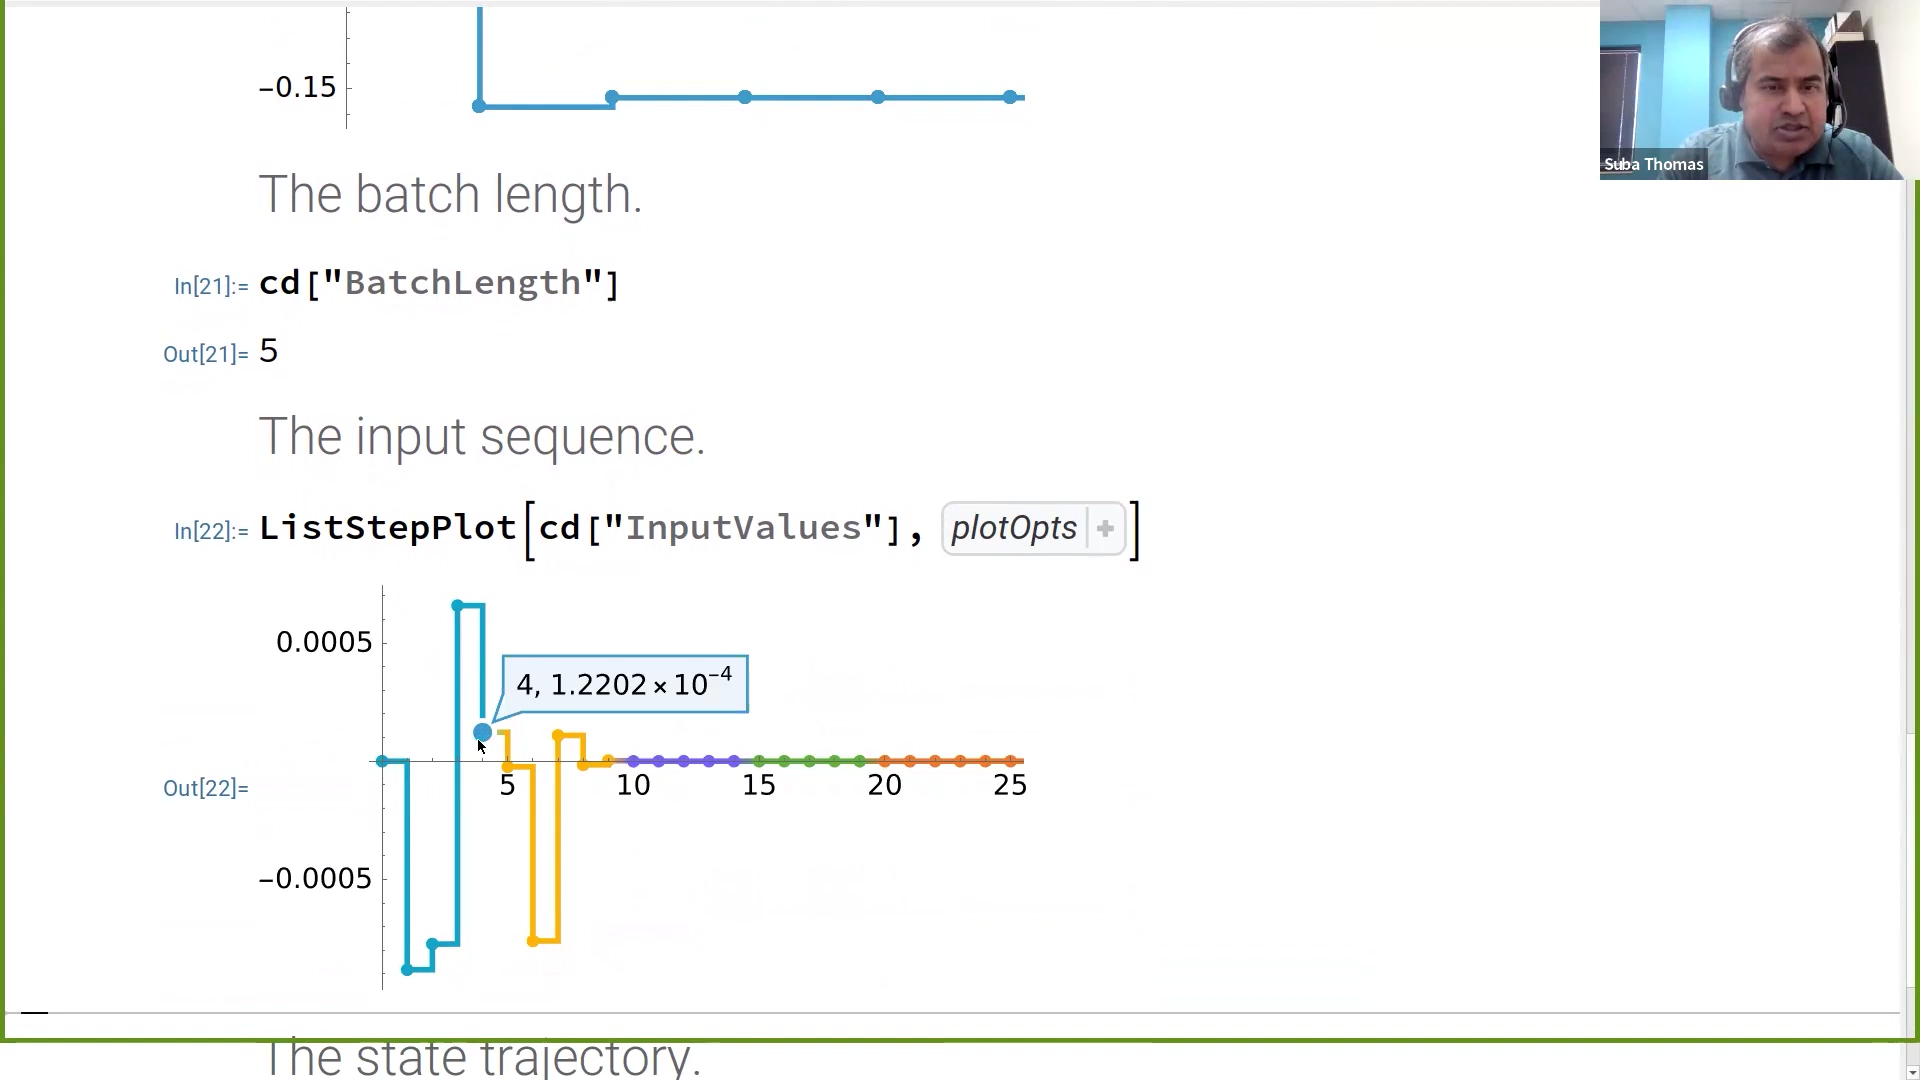 −0.15
Suba Thomas
The batch length.
In[21]:= cd["BatchLength"]
Out[21]= 5
The input sequence.
In[22]:= ListStepPlot[cd["InputValues"], plotOpts +]
0.0005
4, 1.2202×10⁻⁴
5 10 15 20 25
Out[22]=
−0.0005
The state trajectory.